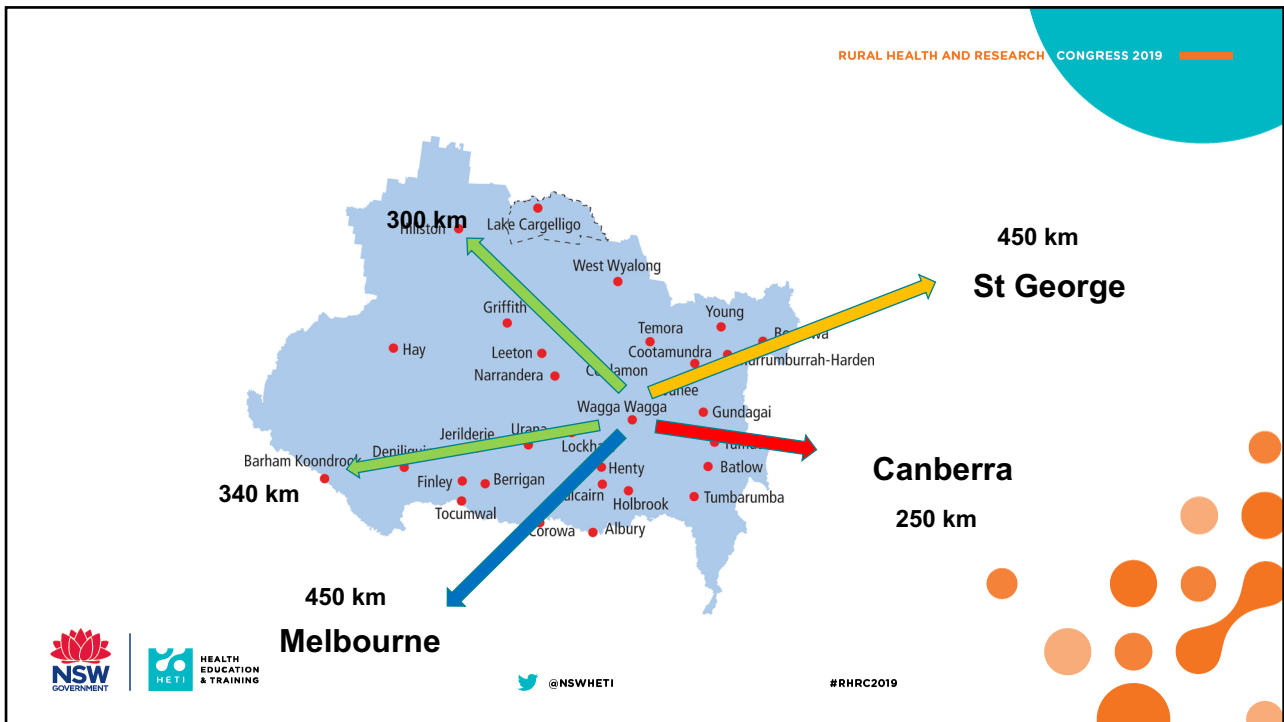 RURAL HEALTH AND RESEARCH CONGRESS 2019
300 km
Hillston
Lake Cargelligo
450 km
St George
West Wyalong
Griffith
Young
Temora
Hay
Leeton
Cootamundra
Narrandera
Wagga Wagga
Gundagai
Jerilderie
Urana
Barham Koondrook
Henty
Batlow
Canberra
340 km
Finley
Berrigan
Holbrook
Tumbarumba
Tocumwal
250 km
Corowa
Albury
450 km
Melbourne
NSW
GOVERNMENT
HETI
HEALTH
EDUCATION
& TRAINING
@NSWHETI
#RHRC2019